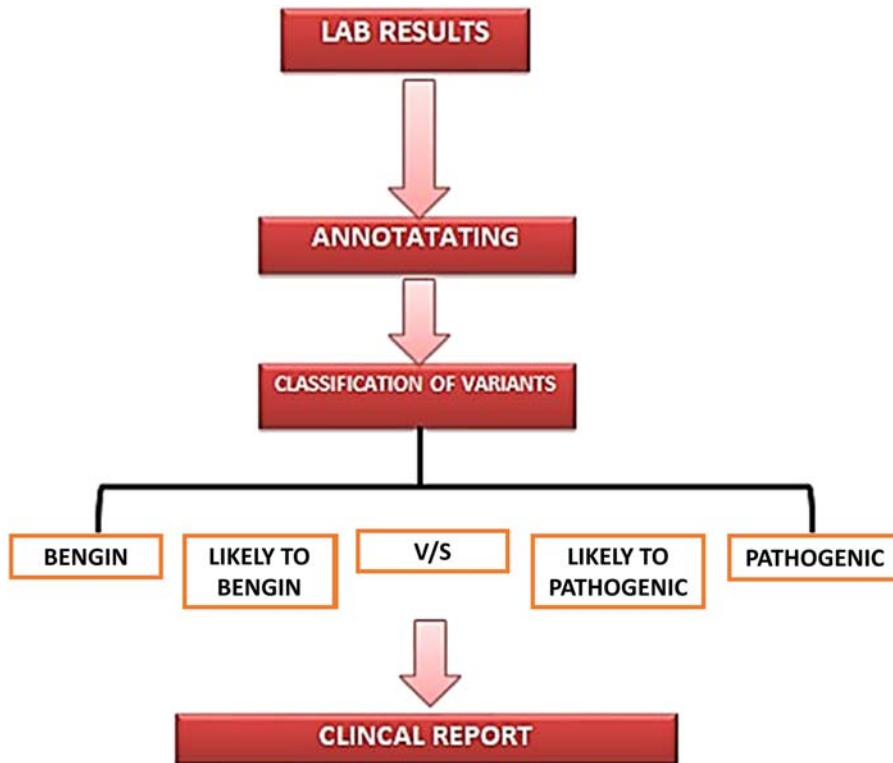 LAB RESULTS
ANNOTATATING
CLASSIFICATION OF VARIANTS
BENGIN
LIKELY TO
BENGIN
V/S
LIKELY TO
PATHOGENIC
PATHOGENIC
CLINCAL REPORT